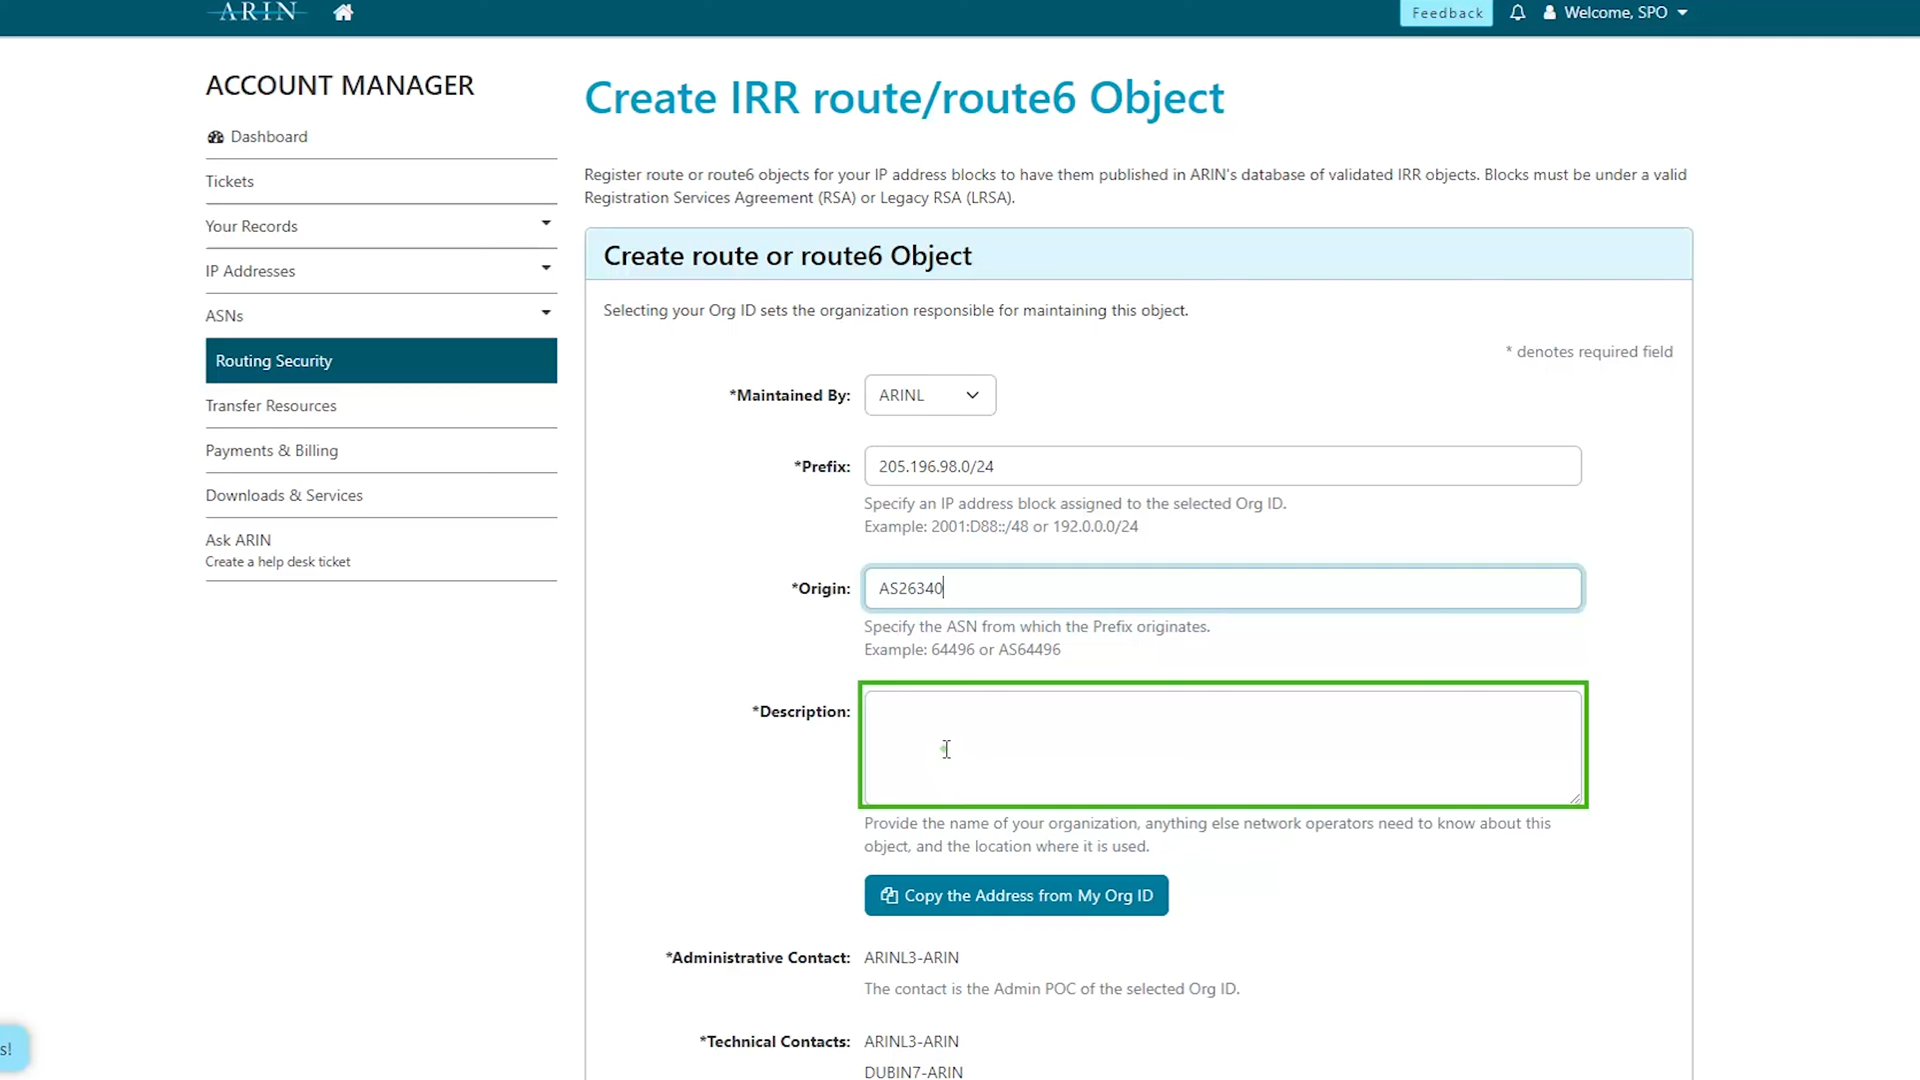 ARIN
Feedback
Welcome, SPO
ACCOUNT MANAGER
Dashboard
Tickets
Your Records
IP Addresses
ASNs
Routing Security
Transfer Resources
Payments & Billing
Downloads & Services
Ask ARIN
Create a help desk ticket
s!
Create IRR route/route6 Object
Register route or route6 objects for your IP address blocks to have them published in ARIN's database of validated IRR objects. Blocks must be under a valid
Registration Services Agreement (RSA) or Legacy RSA (LRSA).
Create route or route6 Object
Selecting your Org ID sets the organization responsible for maintaining this object.
* denotes required field
*Maintained By: ARINL
*Prefix: 205.196.98.0/24
Specify an IP address block assigned to the selected Org ID.
Example: 2001:D88::/48 or 192.0.0.0/24
*Origin: AS26340
Specify the ASN from which the Prefix originates.
Example: 64496 or AS64496
*Description:
Provide the name of your organization, anything else network operators need to know about this
object, and the location where it is used.
Copy the Address from My Org ID
*Administrative Contact: ARINL3-ARIN
The contact is the Admin POC of the selected Org ID.
*Technical Contacts: ARINL3-ARIN
DUBIN7-ARIN